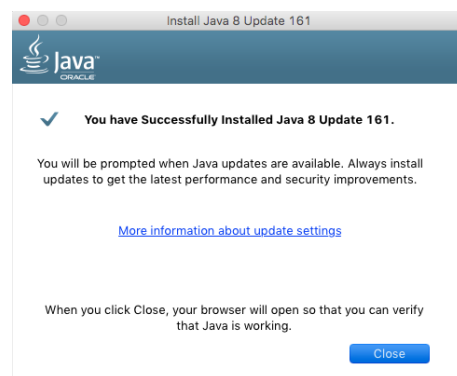 Install Java 8 Update 161
Java™
ORACLE
You have Successfully Installed Java 8 Update 161.
You will be prompted when Java updates are available. Always install
updates to get the latest performance and security improvements.
More information about update settings
When you click Close, your browser will open so that you can verify
that Java is working.
Close